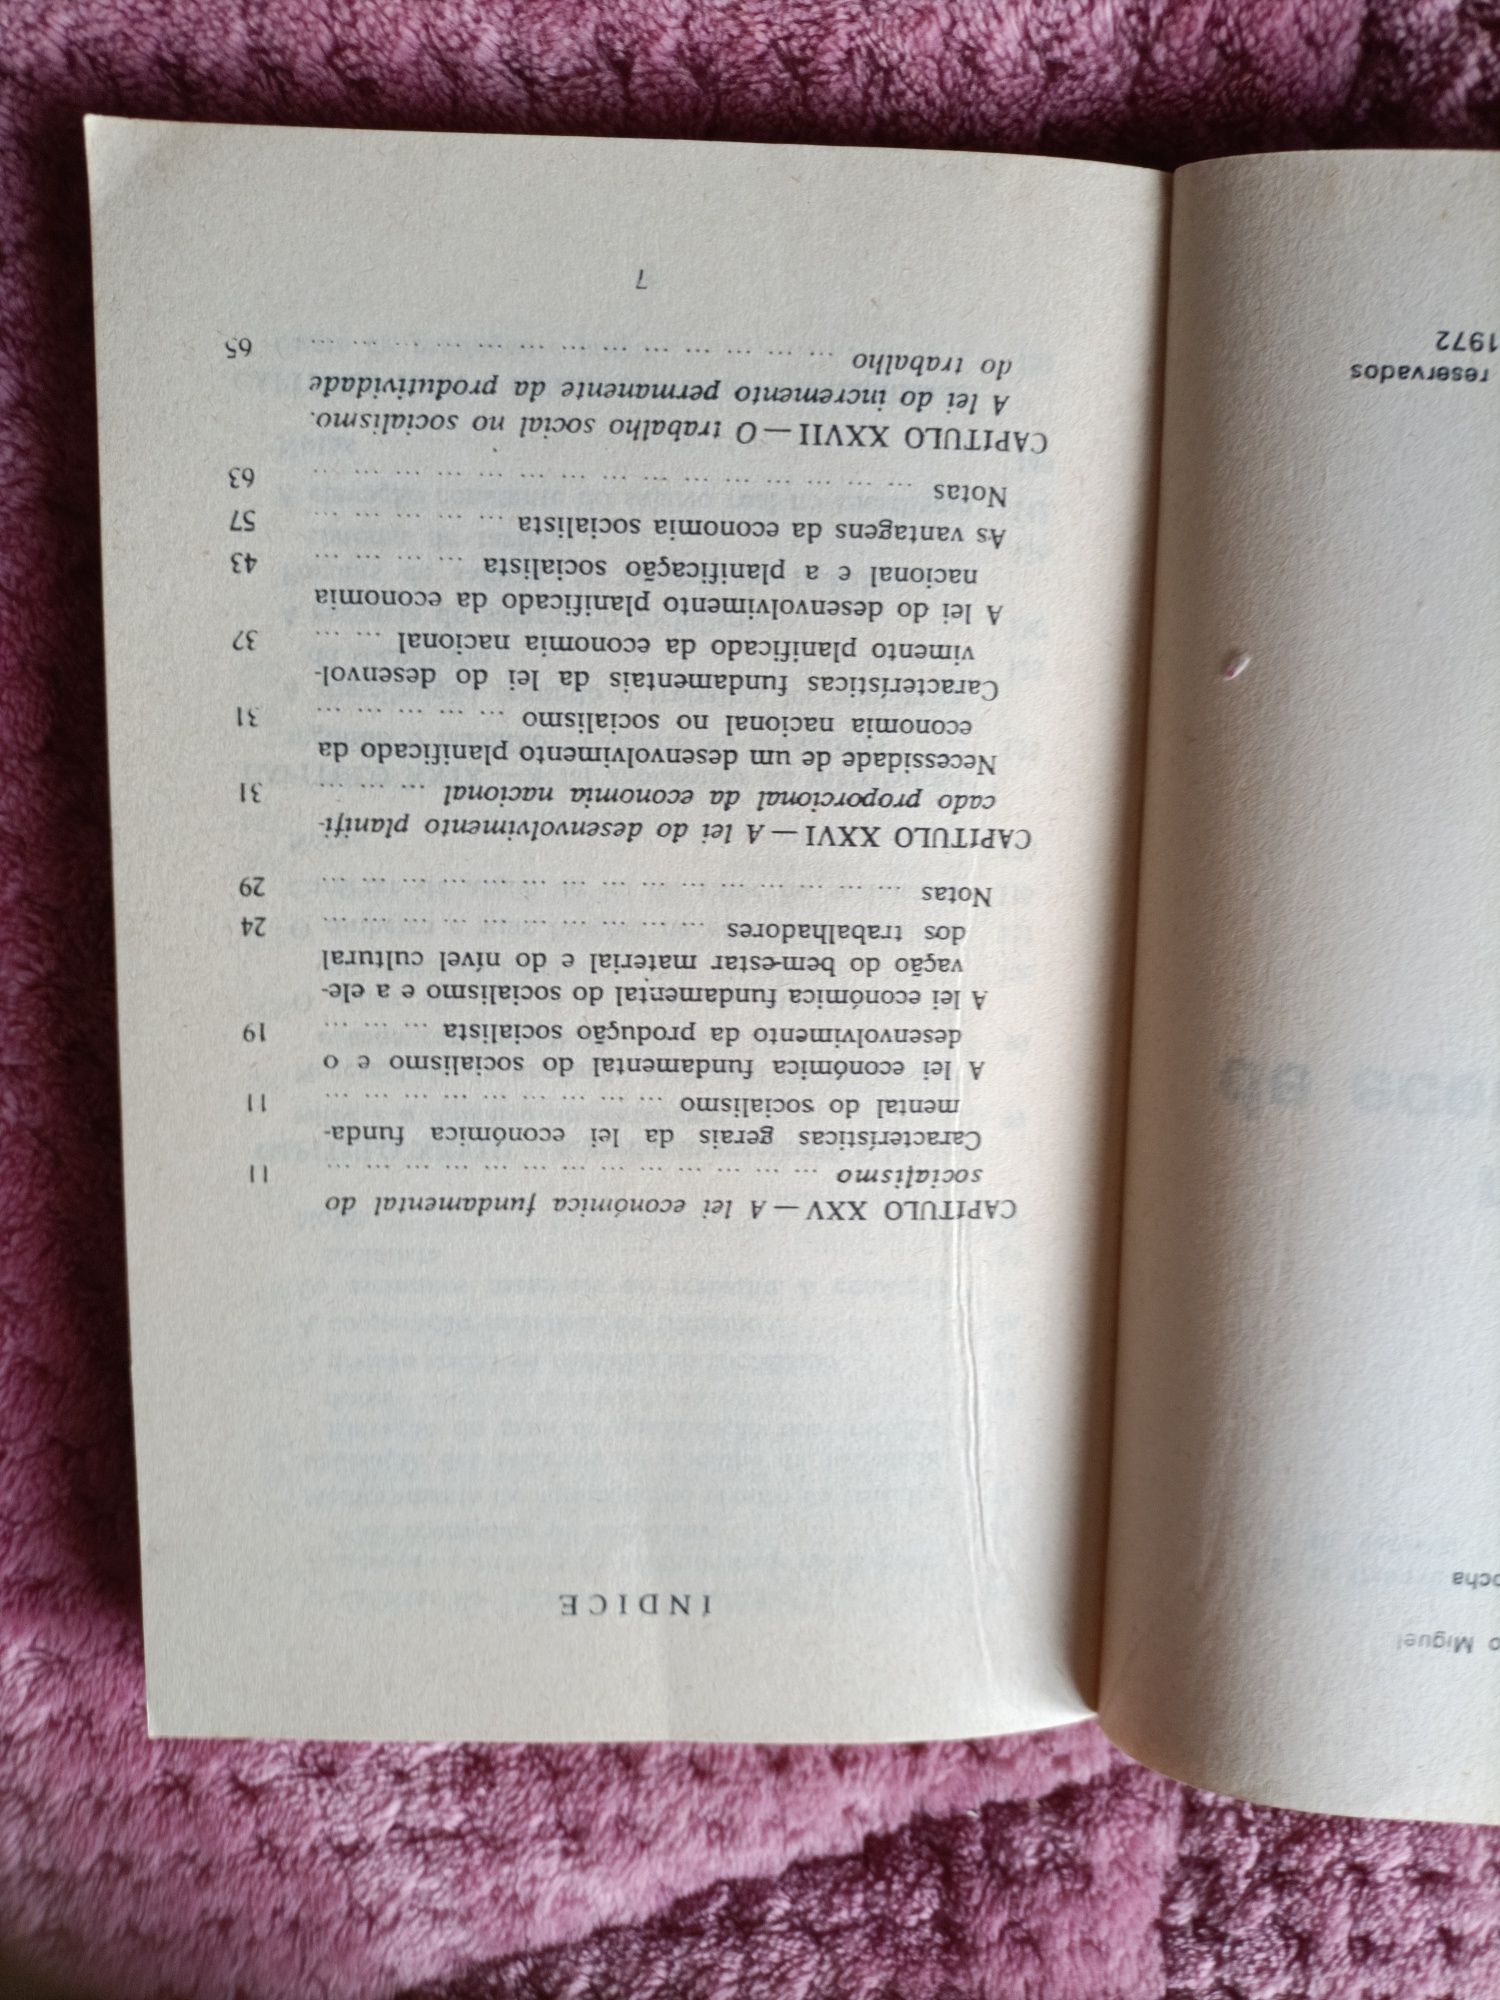 o Miguel
ocha
reservados
1972
ÍNDICE
CAPÍTULO XXV — A lei económica fundamental do
socialismo ... ... ... ... ... ... ... ... ... ... ... ... ... 11
Características gerais da lei económica funda-
mental do socialismo ... ... ... ... ... ... ... ... ... 11
A lei económica fundamental do socialismo e o
desenvolvimento da produção socialista ... ... ... 19
A lei económica fundamental do socialismo e a ele-
vação do bem-estar material e do nível cultural
dos trabalhadores ... ... ... ... ... ... ... ... ... ... 24
Notas ... ... ... ... ... ... ... ... ... ... ... ... ... ... ... 29
CAPÍTULO XXVI — A lei do desenvolvimento planifi-
cado proporcional da economia nacional ... ... ... 31
Necessidade de um desenvolvimento planificado da
economia nacional no socialismo ... ... ... ... ... 31
Características fundamentais da lei do desenvol-
vimento planificado da economia nacional ... ... 37
A lei do desenvolvimento planificado da economia
nacional e a planificação socialista ... ... ... ... 43
As vantagens da economia socialista ... ... ... ... ... 57
Notas ... ... ... ... ... ... ... ... ... ... ... ... ... ... ... 63
CAPÍTULO XXVII — O trabalho social no socialismo.
A lei do incremento permanente da produtividade
do trabalho ... ... ... ... ... ... ... ... ... ... ... ... ... 65
7